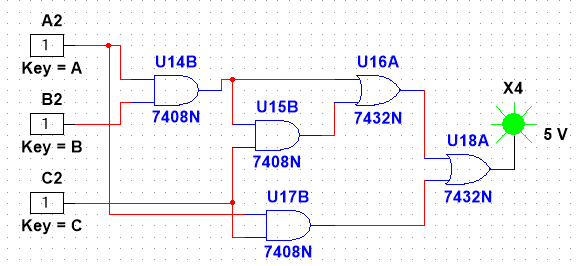 A2
1
Key = A
B2
1
Key = B
C2
1
Key = C
U14B
7408N
U15B
7408N
U16A
7432N
U17B
7408N
U18A
7432N
X4
5 V